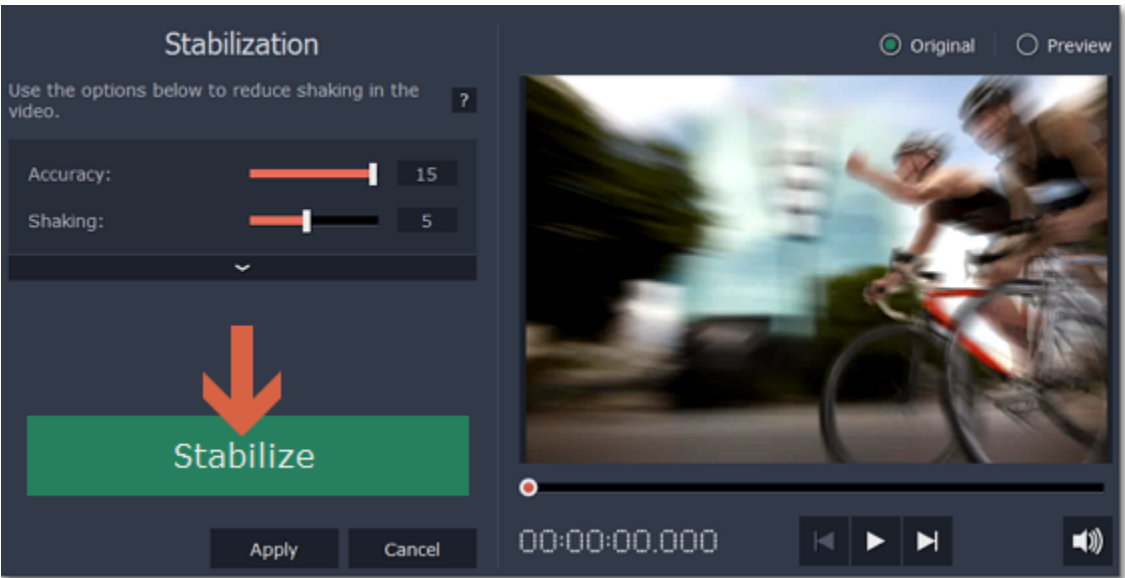 Stabilization
Use the options below to reduce shaking in the
video.
?
Accuracy:
15
Shaking:
5
Stabilize
Apply
Cancel
Original
Preview
00:00:00.000